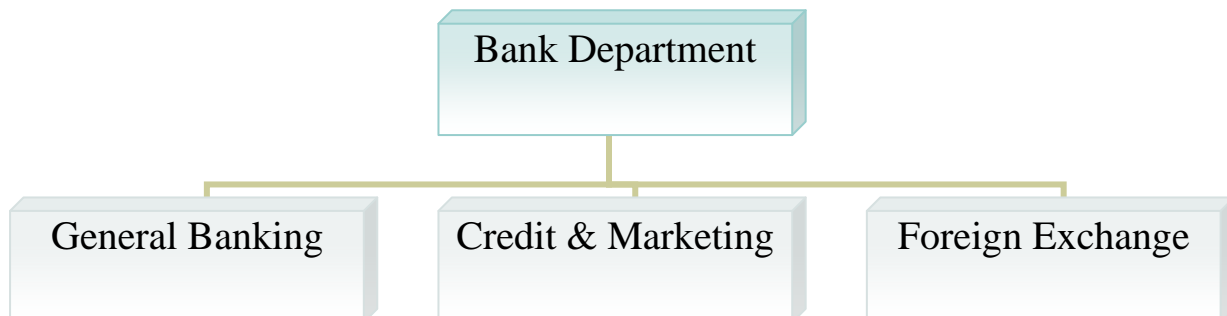 Bank Department
General Banking
Credit & Marketing
Foreign Exchange